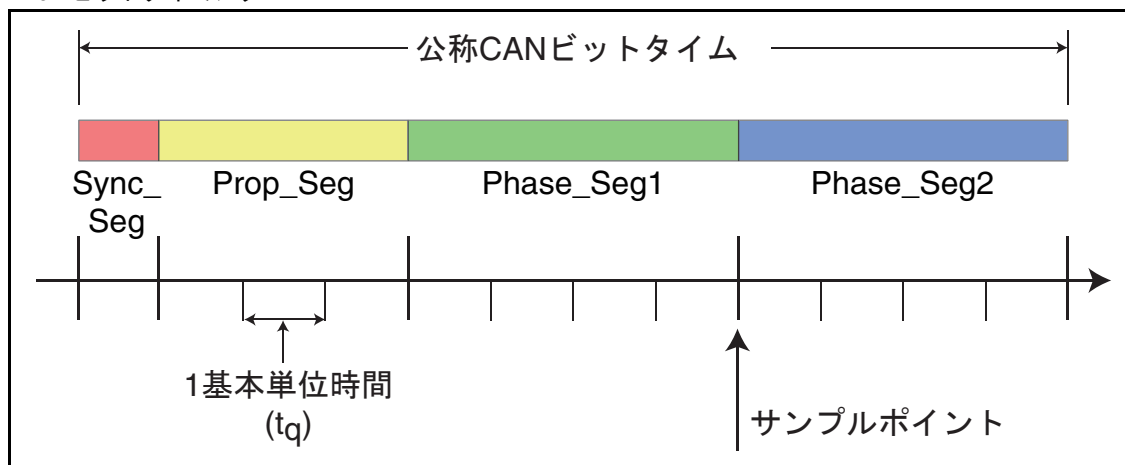 公称CANビットタイム
Sync_
Seg
Prop_Seg
Phase_Seg1
Phase_Seg2
1基本単位時間
(tq)
サンプルポイント